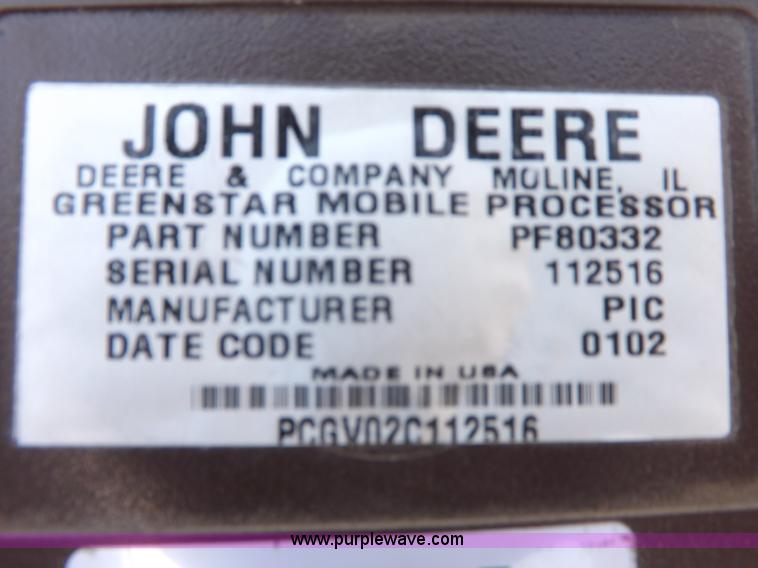 JOHN DEERE
DEERE & COMPANY MOLINE, IL
GREENSTAR MOBILE PROCESSOR
PART NUMBER PF80332
SERIAL NUMBER 112516
MANUFACTURER PIC
DATE CODE 0102
MADE IN USA
PCGV02C112516
www.purplewave.com